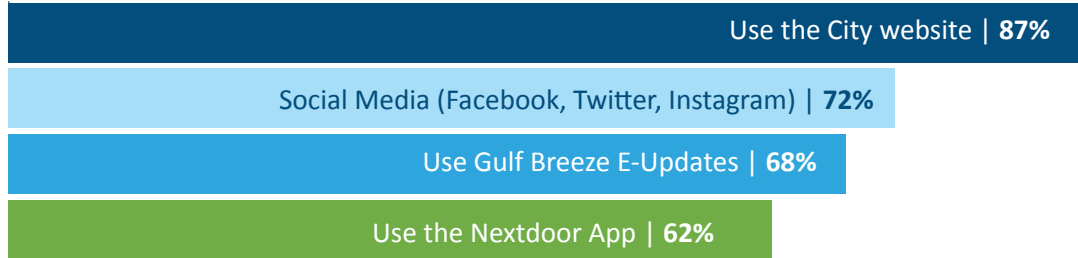 Use the City website | 87%
Social Media (Facebook, Twitter, Instagram) | 72%
Use Gulf Breeze E-Updates | 68%
Use the Nextdoor App | 62%